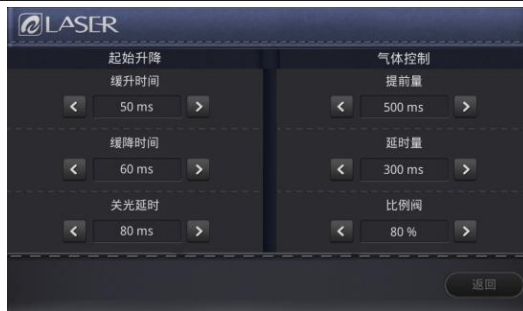 LASER
起始升降
缓升时间
50 ms
缓降时间
60 ms
关光延时
80 ms
气体控制
提前量
500 ms
延时量
300 ms
比例阀
80 %
返回